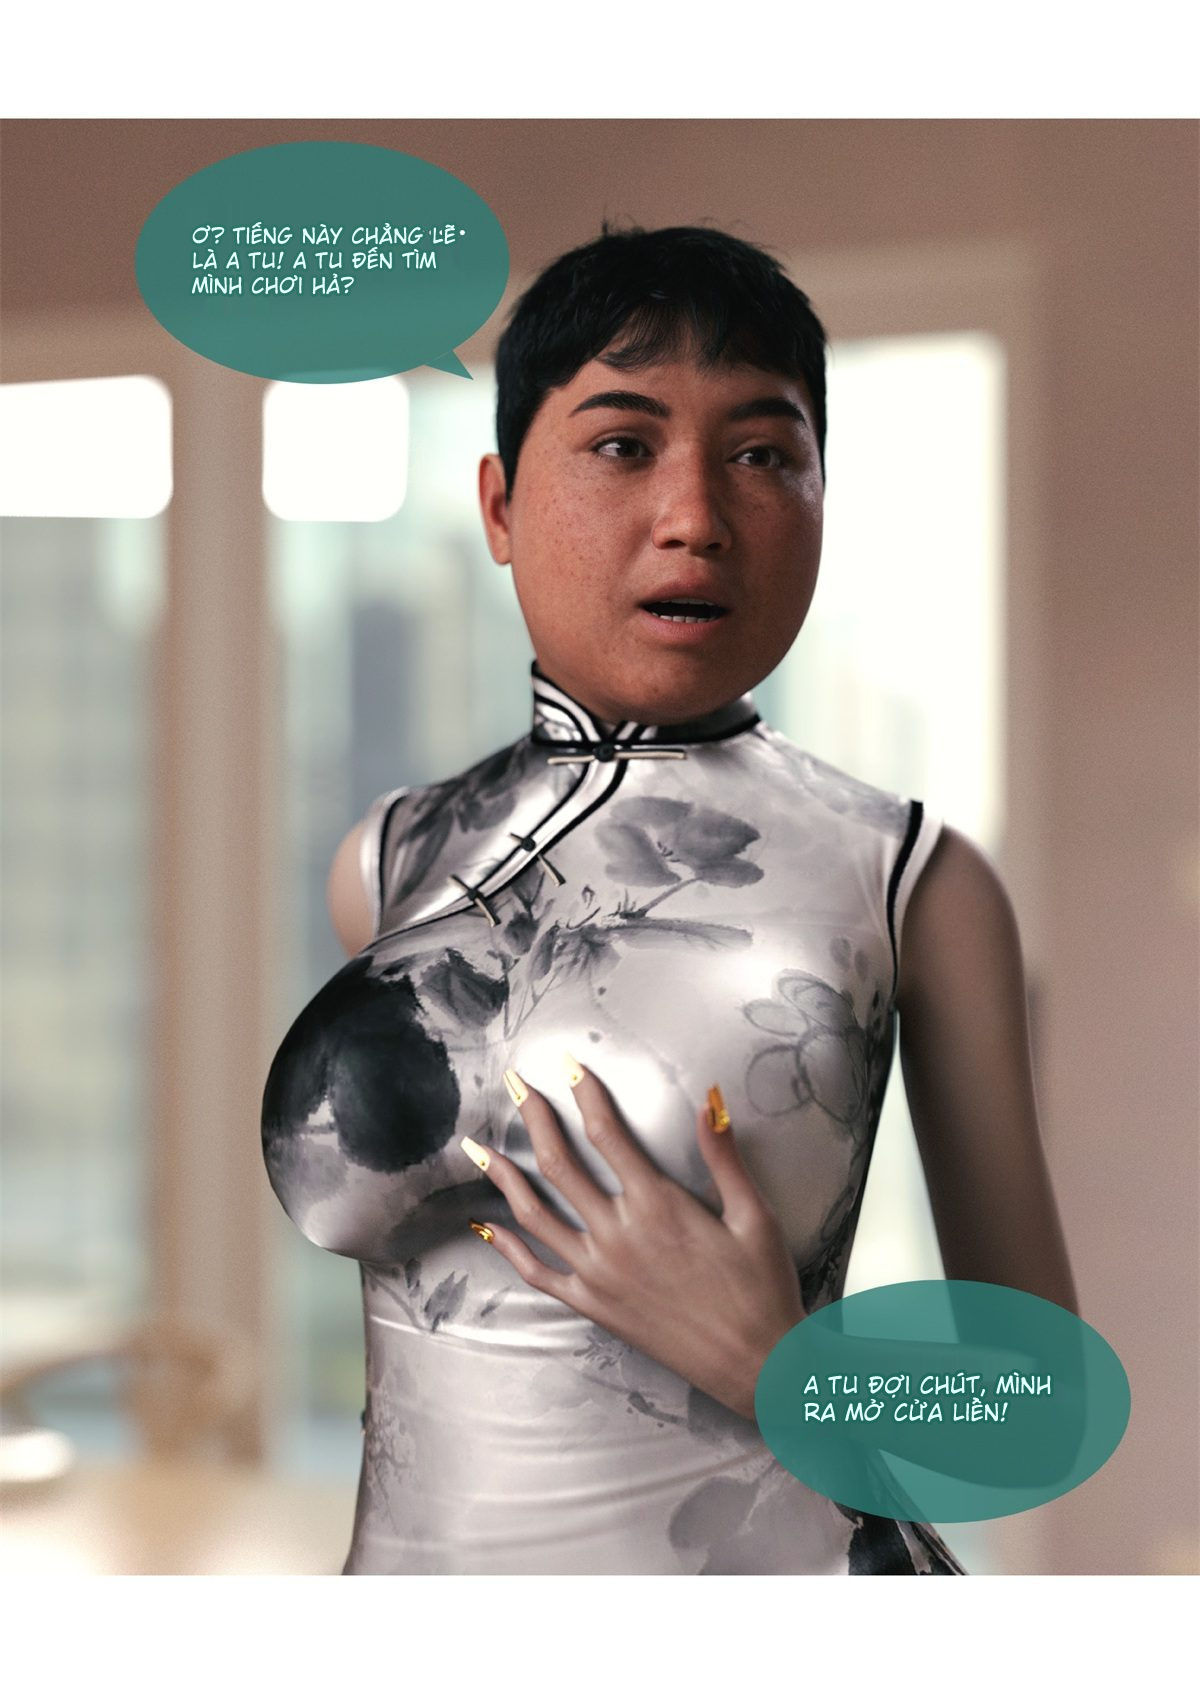 Ơ? TIẾNG NÀY CHẲNG LẼ
LÀ A TU! A TU ĐẾN TÌM
MÌNH CHƠI HẢ?
A TU ĐỢI CHÚT, MÌNH
RA MỞ CỬA LIỀN!